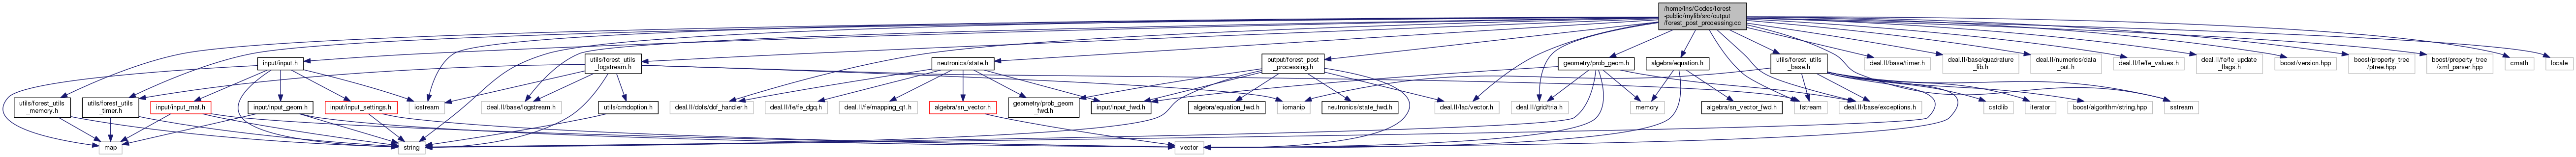 /home/lns/Codes/forest
-public/mylib/src/output
/forest_post_processing.cc
input/input.h
utils/forest_utils
_logstream.h
neutronics/state.h
output/forest_post
_processing.h
geometry/prob_geom.h
algebra/equation.h
utils/forest_utils
_base.h
deal.II/base/timer.h
deal.II/base/quadrature
_lib.h
deal.II/numerics/data
_out.h
deal.II/fe/fe_values.h
deal.II/fe/fe_update
_flags.h
boost/version.hpp
boost/property_tree
/ptree.hpp
boost/property_tree
/xml_parser.hpp
cmath
locale
utils/forest_utils
_memory.h
utils/forest_utils
_timer.h
input/input_mat.h
input/input_geom.h
input/input_settings.h
iostream
deal.II/base/logstream.h
utils/cmdoption.h
deal.II/dofs/dof_handler.h
deal.II/fe/fe_dgq.h
deal.II/fe/mapping_q1.h
algebra/sn_vector.h
geometry/prob_geom
_fwd.h
input/input_fwd.h
algebra/equation_fwd.h
iomanip
neutronics/state_fwd.h
deal.II/lac/vector.h
deal.II/grid/tria.h
memory
algebra/sn_vector_fwd.h
fstream
deal.II/base/exceptions.h
cstdlib
iterator
boost/algorithm/string.hpp
sstream
map
string
vector